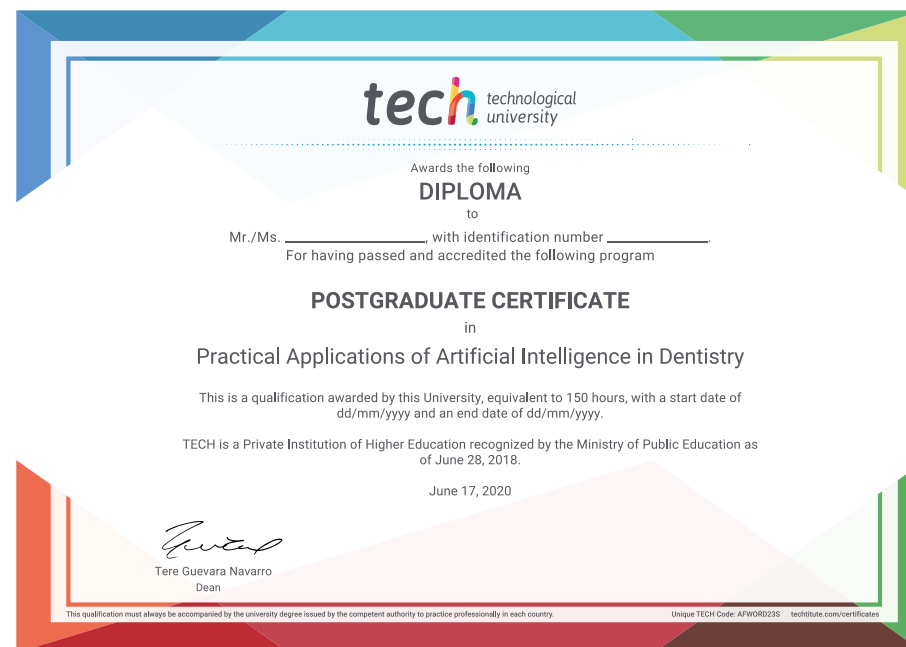 tech technological
university
Awards the following
DIPLOMA
to
Mr./Ms. ____________________, with identification number ______________.
For having passed and accredited the following program
POSTGRADUATE CERTIFICATE
in
Practical Applications of Artificial Intelligence in Dentistry
This is a qualification awarded by this University, equivalent to 150 hours, with a start date of
dd/mm/yyyy and an end date of dd/mm/yyyy.
TECH is a Private Institution of Higher Education recognized by the Ministry of Public Education as
of June 28, 2018.
June 17, 2020
Tere Guevara Navarro
Dean
This qualification must always be accompanied by the university degree issued by the competent authority to practice professionally in each country. Unique TECH Code: AFWORD23S techtitute.com/certificates